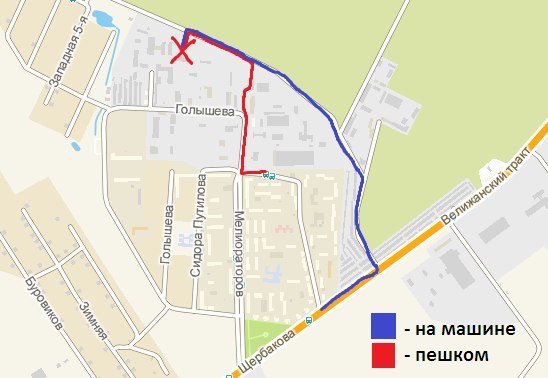 Западная 5-я
Голышева
Голышева
Сидора Путилова
Мелиораторов
Велижанский тракт
Буровиков
Зимняя
Щербакова
- на машине
- пешком